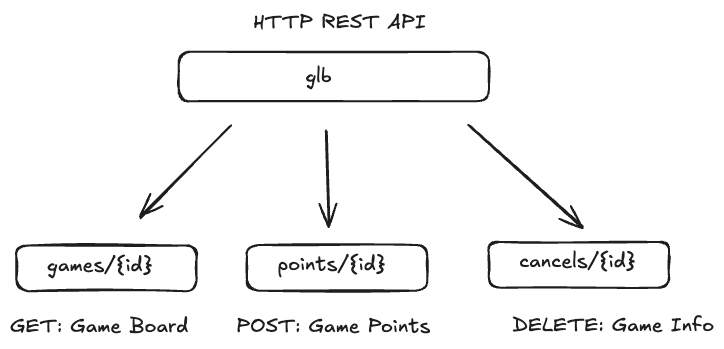 HTTP REST API
glb
games/{id}
points/{id}
cancels/{id}
GET: Game Board
POST: Game Points
DELETE: Game Info